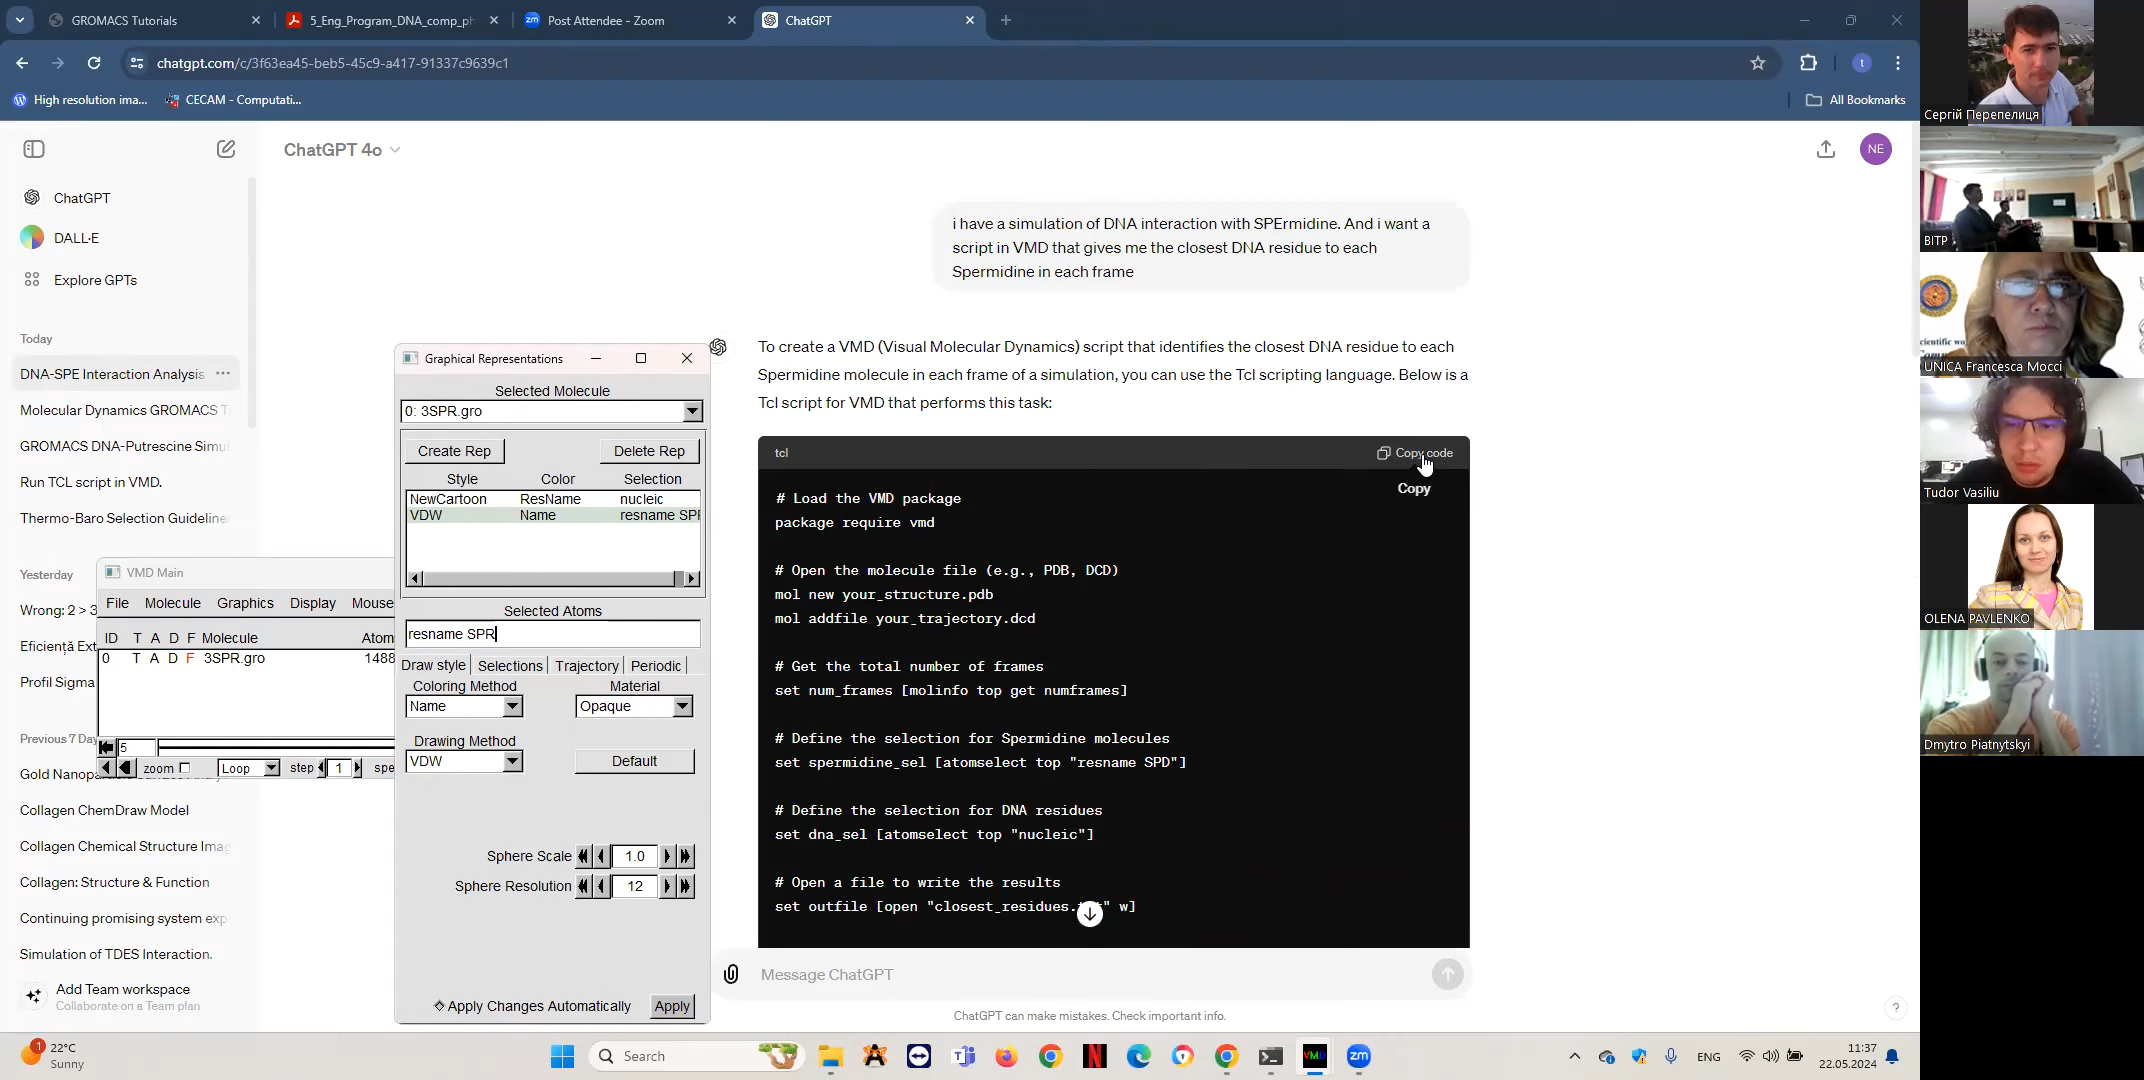 GROMACS Tutorials
5_Eng_Program_DNA_comp_ph
zm Post Attendee - Zoom
ChatGPT
chatgpt.com/c/3f63ea45-beb5-45c9-a417-91337c9639c1
t
High resolution ima...
CECAM - Computati...
All Bookmarks
ChatGPT 4o
NE
ChatGPT
DALL·E
Explore GPTs
Today
DNA-SPE Interaction Analysis
Molecular Dynamics GROMACS T
GROMACS DNA-Putrescine Simul
Run TCL script in VMD.
Thermo-Baro Selection Guideline
Yesterday
Wrong: 2 > 3
Eficiență Ext
Profil Sigma
Previous 7 Day
Gold Nanopar
Collagen ChemDraw Model
Collagen Chemical Structure Imag
Collagen: Structure & Function
Continuing promising system exp
Simulation of TDES Interaction.
Add Team workspace
Collaborate on a Team plan
VMD Main
File Molecule Graphics Display Mouse
ID T A D F Molecule Atom
0 T A D F 3SPR.gro 1488
5
zoom Loop step 1 spe
Graphical Representations
Selected Molecule
0: 3SPR.gro
Create Rep Delete Rep
Style Color Selection
NewCartoon ResName nucleic
VDW Name resname SPR
Selected Atoms
resname SPR
Draw style Selections Trajectory Periodic
Coloring Method Material
Name Opaque
Drawing Method
VDW Default
Sphere Scale 1.0
Sphere Resolution 12
Apply Changes Automatically Apply
i have a simulation of DNA interaction with SPErmidine. And i want a
script in VMD that gives me the closest DNA residue to each
Spermidine in each frame
To create a VMD (Visual Molecular Dynamics) script that identifies the closest DNA residue to each
Spermidine molecule in each frame of a simulation, you can use the Tcl scripting language. Below is a
Tcl script for VMD that performs this task:
tcl Copy code
Copy
# Load the VMD package
package require vmd
# Open the molecule file (e.g., PDB, DCD)
mol new your_structure.pdb
mol addfile your_trajectory.dcd
# Get the total number of frames
set num_frames [molinfo top get numframes]
# Define the selection for Spermidine molecules
set spermidine_sel [atomselect top "resname SPD"]
# Define the selection for DNA residues
set dna_sel [atomselect top "nucleic"]
# Open a file to write the results
set outfile [open "closest_residues. " w]
Message ChatGPT
ChatGPT can make mistakes. Check important info.
?
Сергій Перепелиця
BITP
cientific wo
Comm
UNICA Francesca Mocci
Tudor Vasiliu
OLENA PAVLENKO
Dmytro Piatnytskyi
1
22°C
Sunny
Search
VMD
zm
ENG
11:37
22.05.2024